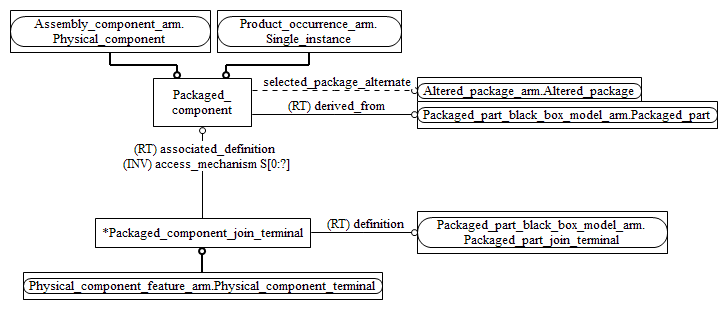 Assembly_component_arm.
Physical_component
Product_occurrence_arm.
Single_instance
Packaged_
component
selected_package_alternate
Altered_package_arm.Altered_package
(RT) derived_from
Packaged_part_black_box_model_arm.Packaged_part
(RT) associated_definition
(INV) access_mechanism S[0:?]
*Packaged_component_join_terminal
(RT) definition
Packaged_part_black_box_model_arm.
Packaged_part_join_terminal
Physical_component_feature_arm.Physical_component_terminal